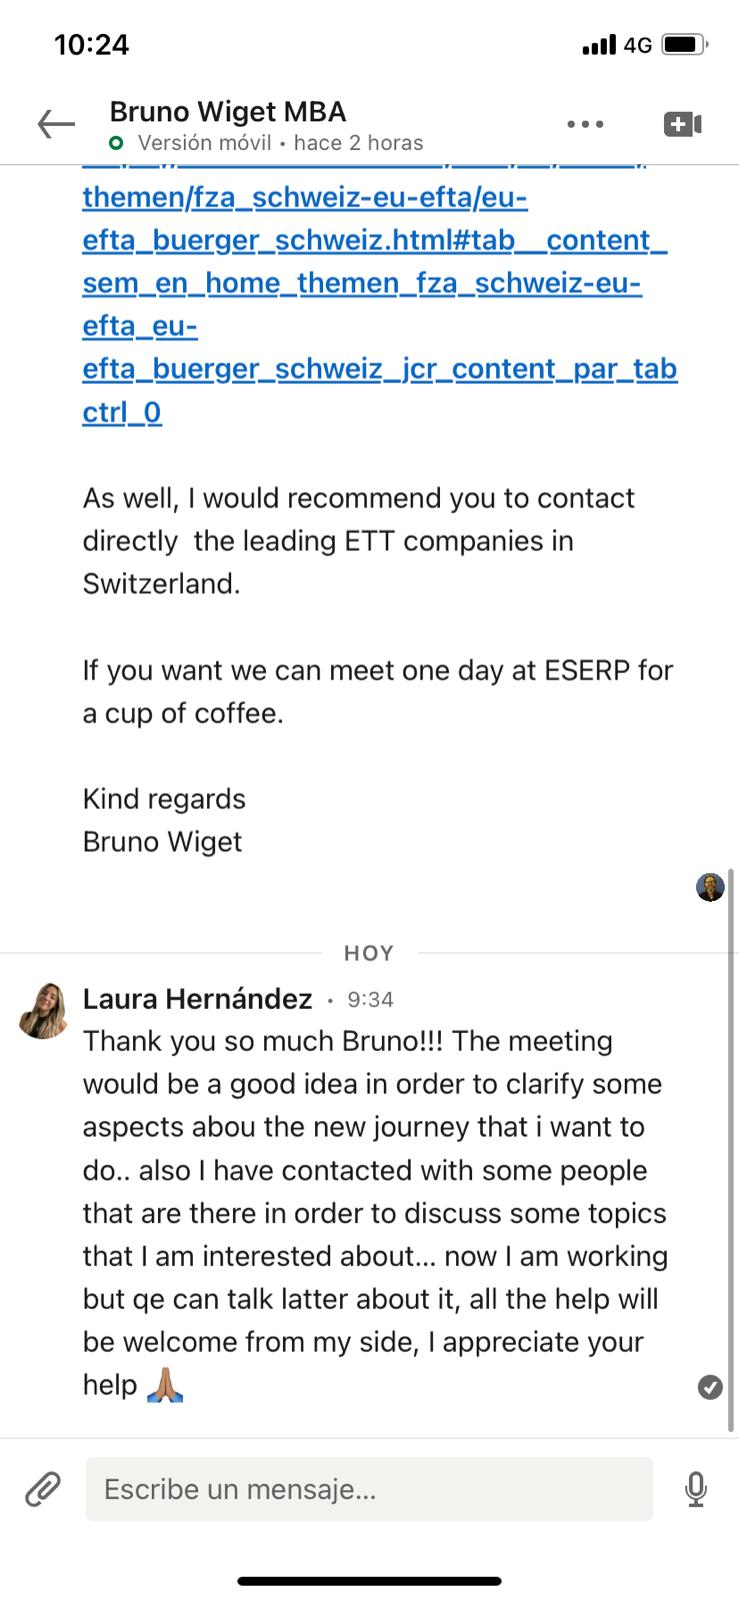 10:24
4G
Bruno Wiget MBA
Versión móvil • hace 2 horas
themen/fza_schweiz-eu-efta/eu-
efta_buerger_schweiz.html#tab__content_
sem_en_home_themen_fza_schweiz-eu-
efta_eu-
efta_buerger_schweiz_jcr_content_par_tab
ctrl_0
As well, I would recommend you to contact
directly  the leading ETT companies in
Switzerland.
If you want we can meet one day at ESERP for
a cup of coffee.
Kind regards
Bruno Wiget
HOY
Laura Hernández • 9:34
Thank you so much Bruno!!! The meeting
would be a good idea in order to clarify some
aspects abou the new journey that i want to
do.. also I have contacted with some people
that are there in order to discuss some topics
that I am interested about... now I am working
but qe can talk latter about it, all the help will
be welcome from my side, I appreciate your
help 🙏🏽
Escribe un mensaje...